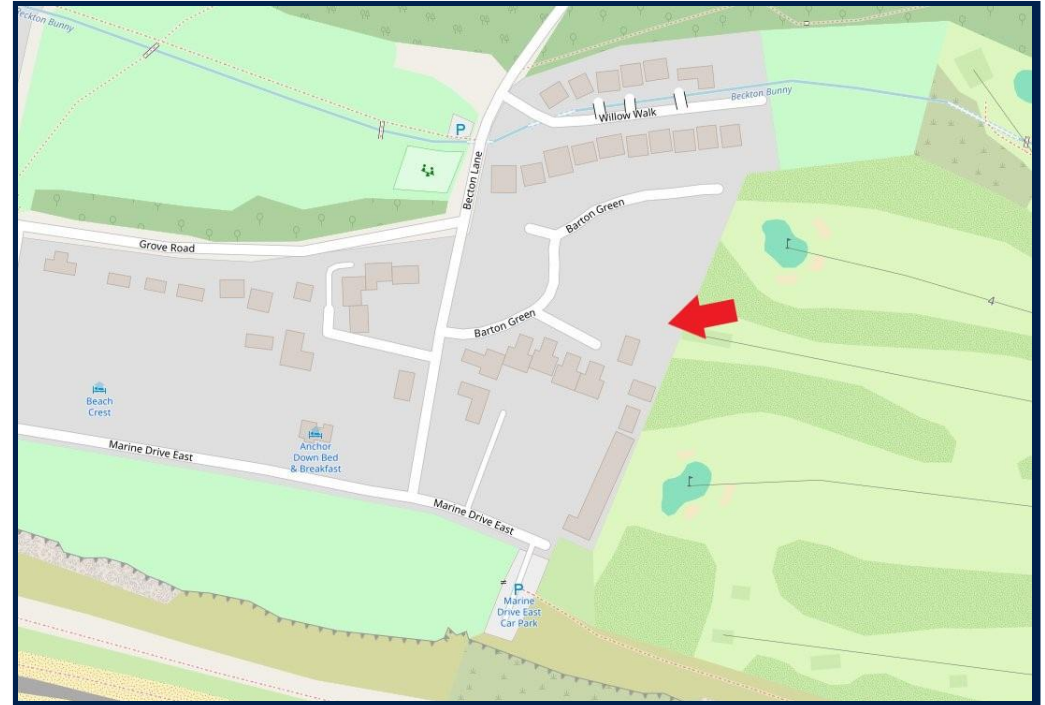 Beckton Bunny
P
Willow Walk
Beckton Bunny
Becton Lane
Barton Green
Grove Road
4
Barton Green
Beach
Crest
Anchor
Down Bed
& Breakfast
Marine Drive East
Marine Drive East
P
Marine
Drive East
Car Park